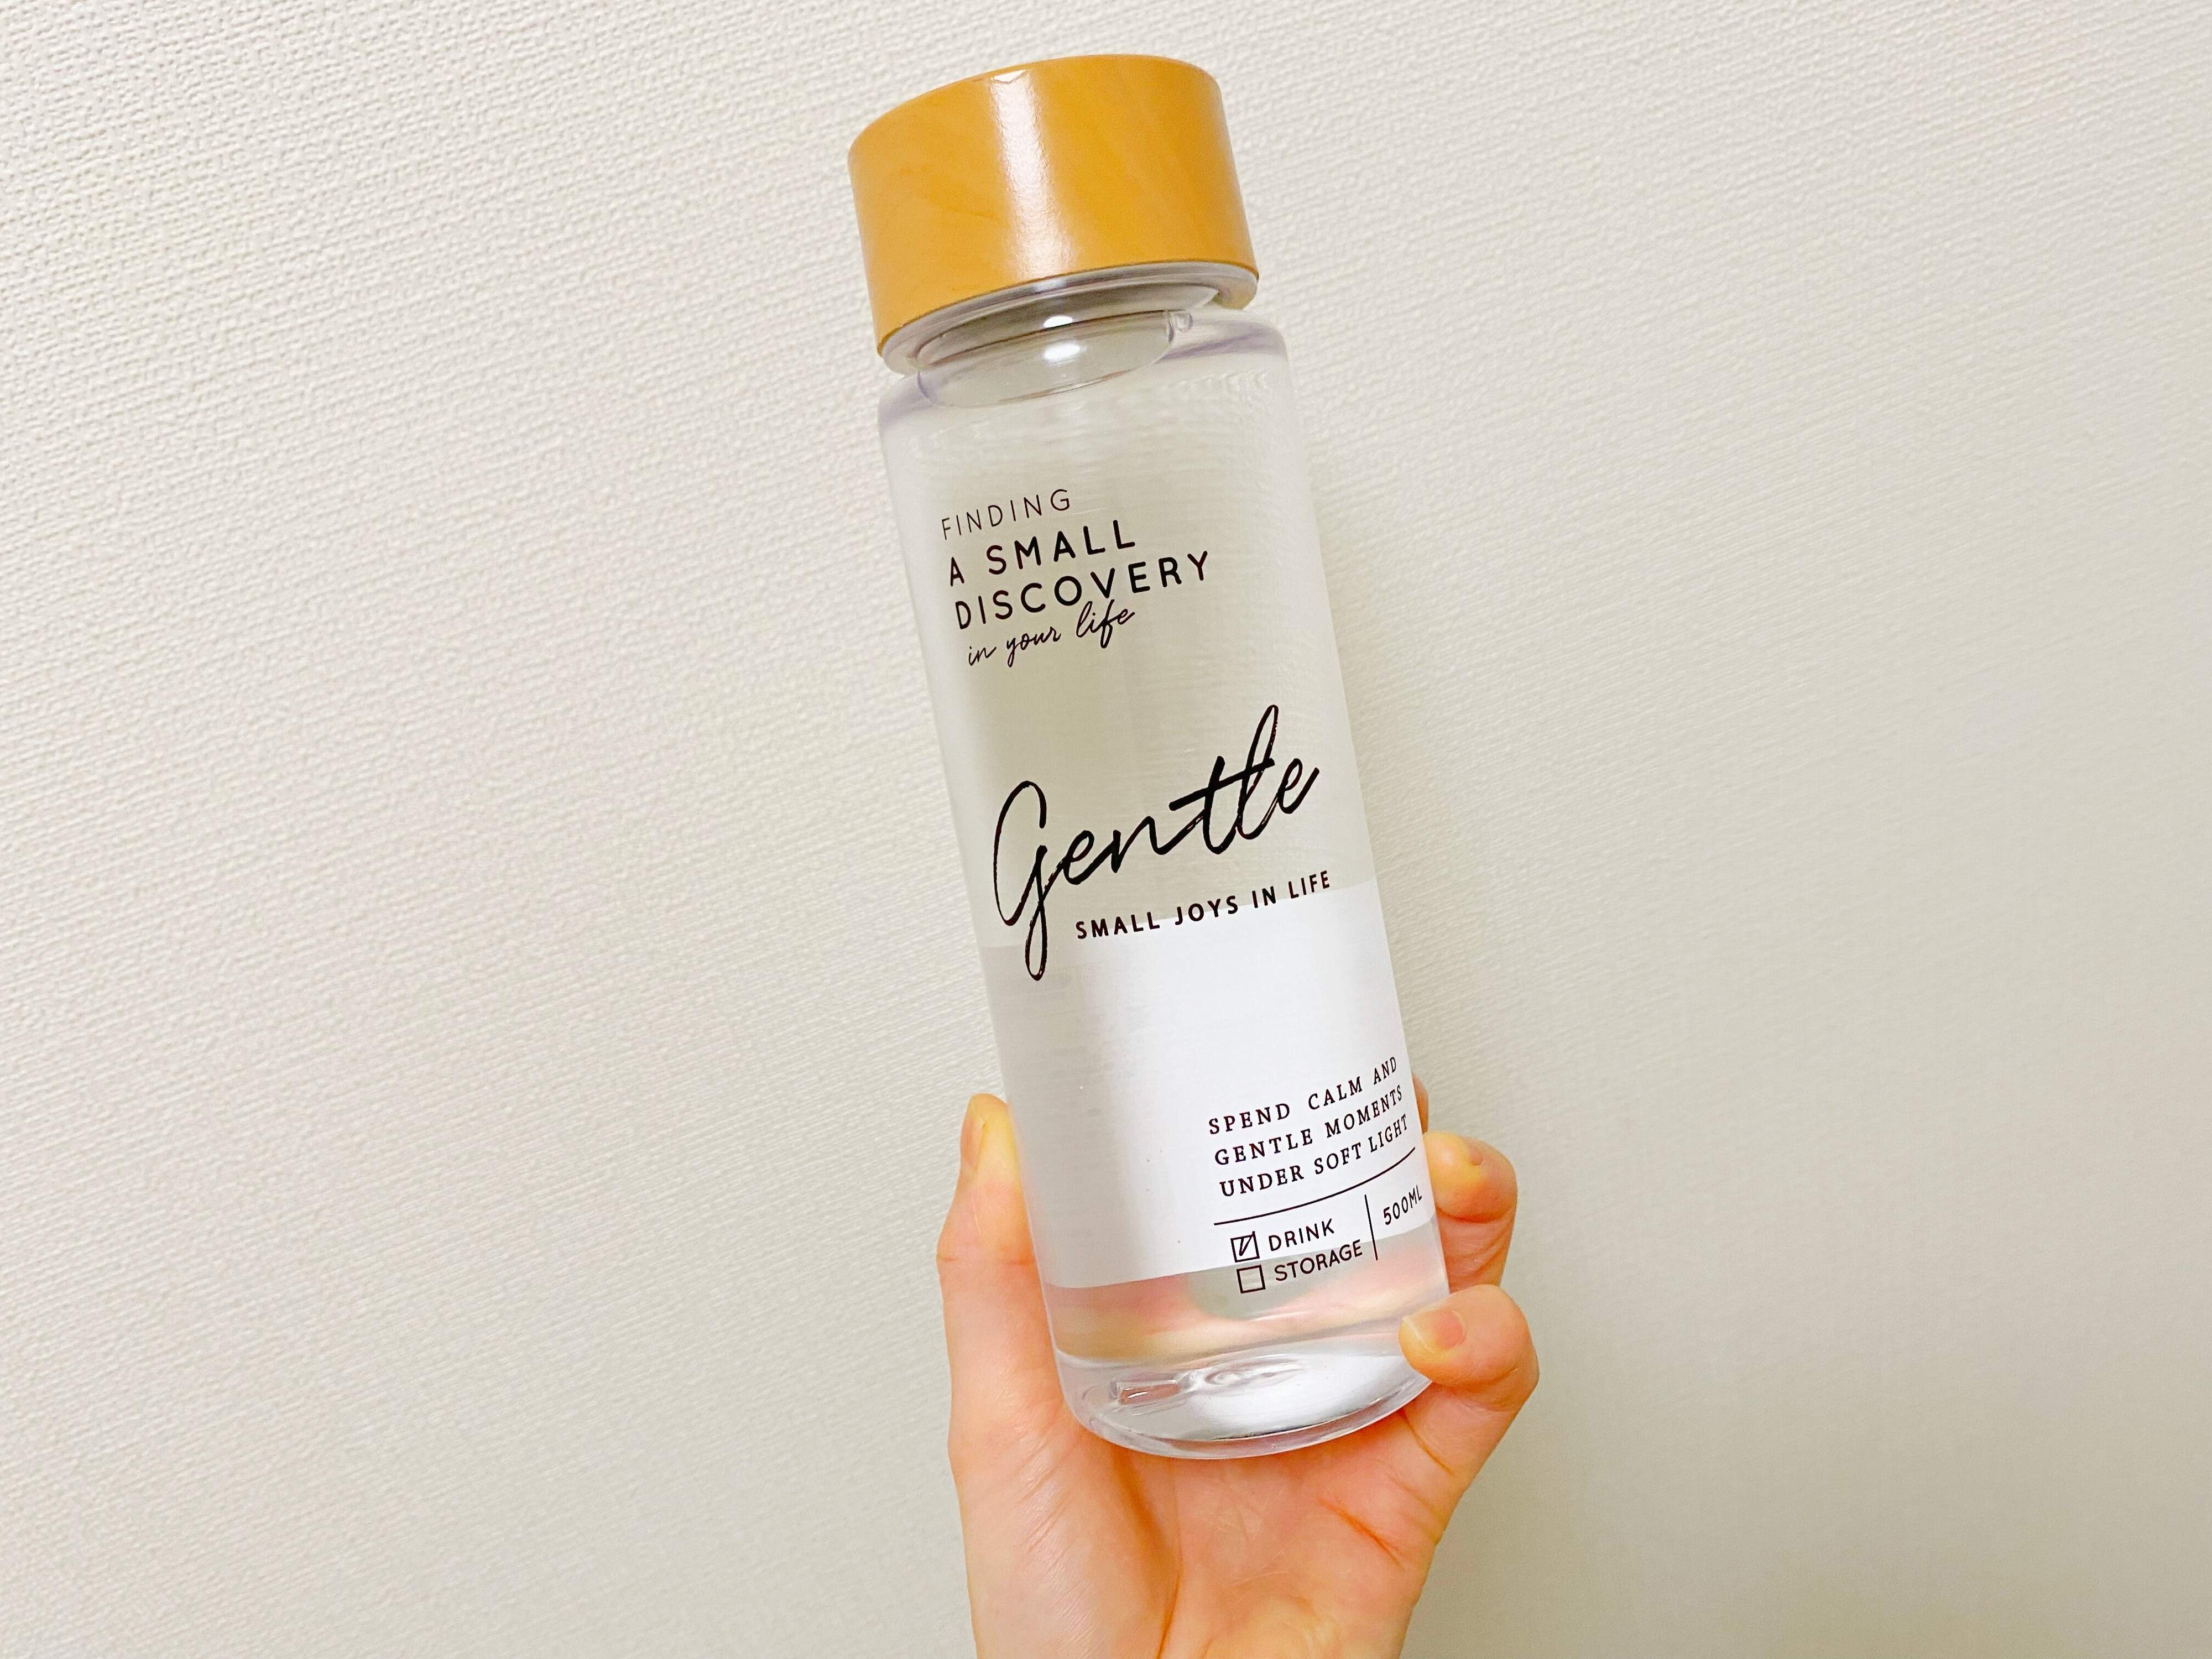 FINDING
A SMALL
DISCOVERY
in your life
Gentle
SMALL JOYS IN LIFE
SPEND CALM AND
GENTLE MOMENTS
UNDER SOFT LIGHT
DRINK
STORAGE
500ML